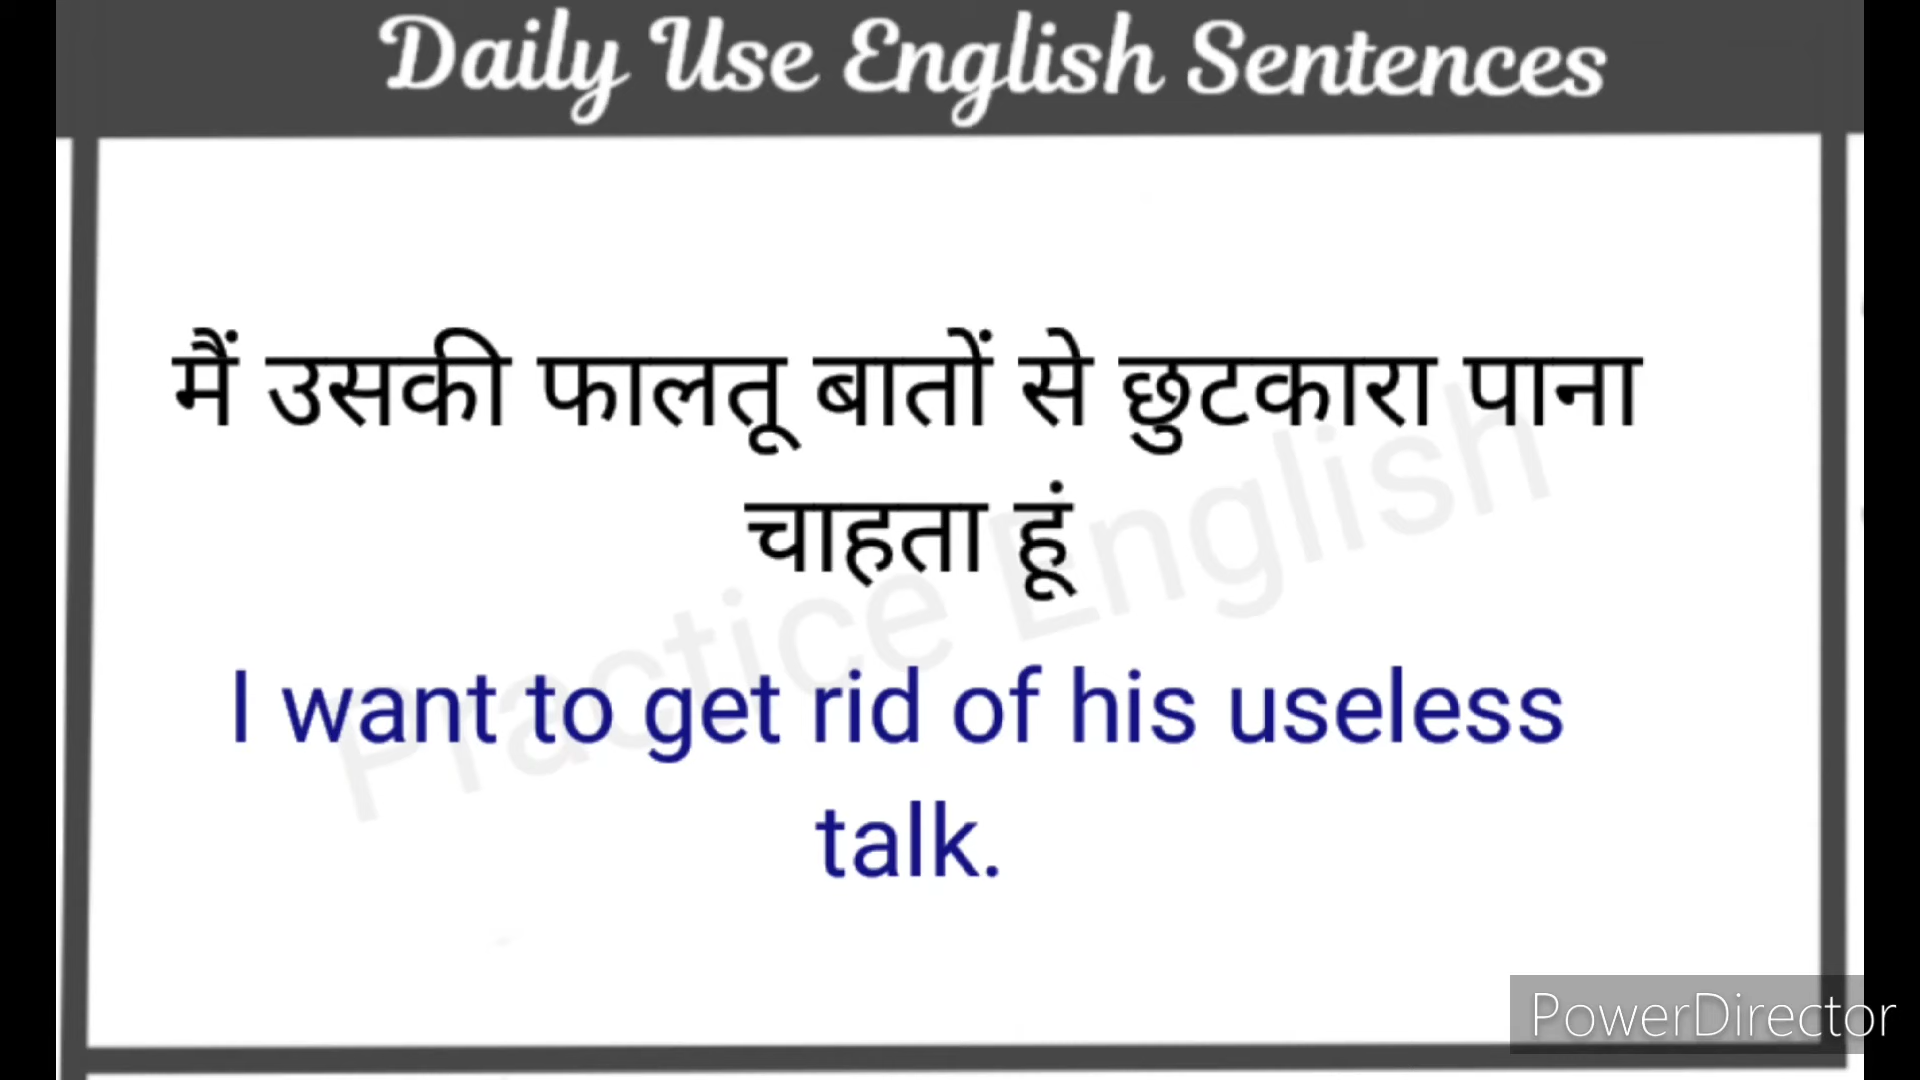 Daily Use English Sentences
मैं उसकी फालतू बातों से छुटकारा पाना
चाहता हूं
Practice English
I want to get rid of his useless
talk.
PowerDirector